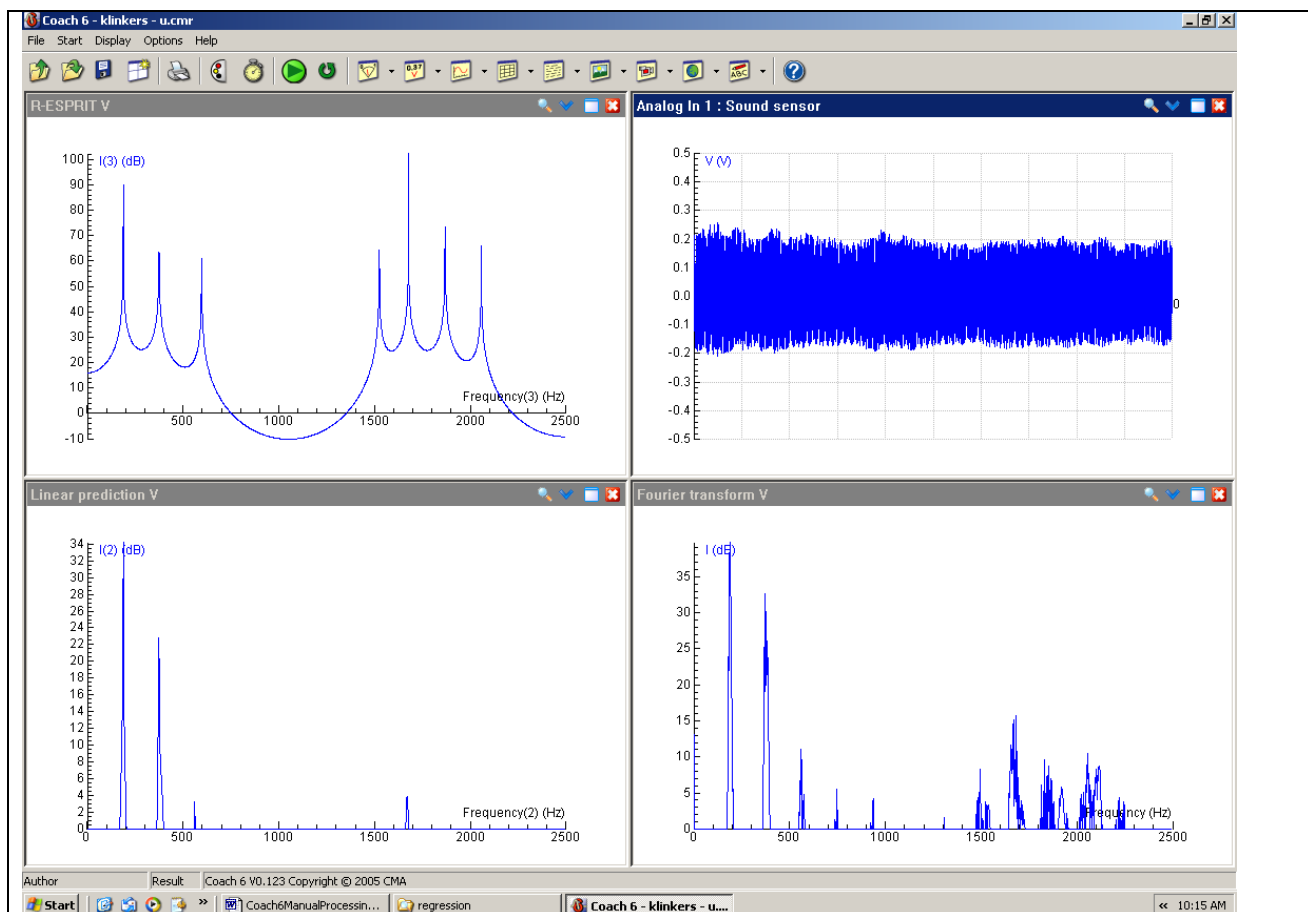 Coach 6 - klinkers - u.cmr
File Start Display Options Help
R-ESPRIT V
I(3) (dB)
100
90
80
70
60
50
40
30
20
10
0
-10
500 1000 1500 2000 2500
Frequency(3) (Hz)
Analog In 1 : Sound sensor
V (V)
0.5
0.4
0.3
0.2
0.1
0.0
-0.1
-0.2
-0.3
-0.4
-0.5
0
Linear prediction V
I(2) (dB)
34
32
30
28
26
24
22
20
18
16
14
12
10
8
6
4
2
0
0 500 1000 1500 2000 2500
Frequency(2) (Hz)
Fourier transform V
I (dB)
35
30
25
20
15
10
5
0
0 500 1000 1500 2000 2500
Frequency (Hz)
Author Result Coach 6 V0.123 Copyright © 2005 CMA
Start » Coach6ManualProcessin... regression Coach 6 - klinkers - u.... « 10:15 AM